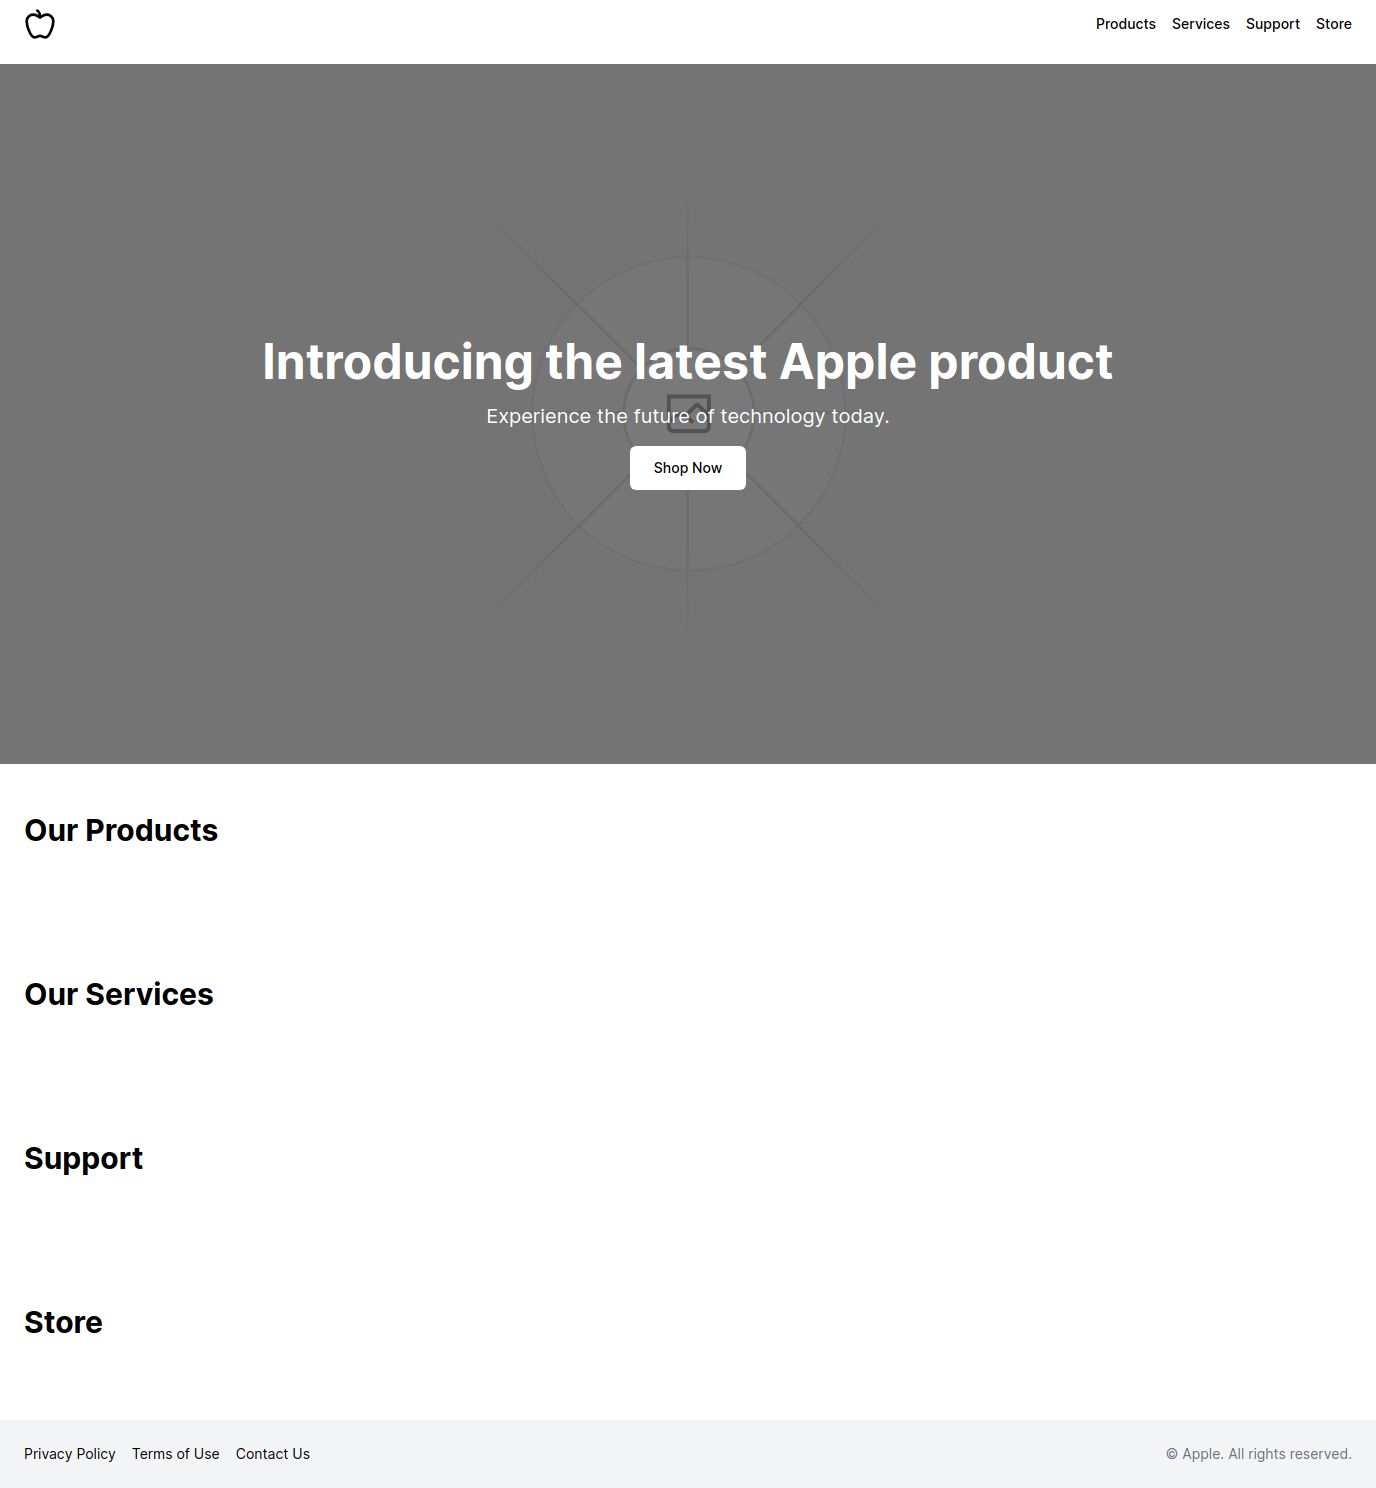 Products Services Support Store
Introducing the latest Apple product
Experience the future of technology today.
Shop Now
Our Products
Our Services
Support
Store
Privacy Policy Terms of Use Contact Us © Apple. All rights reserved.